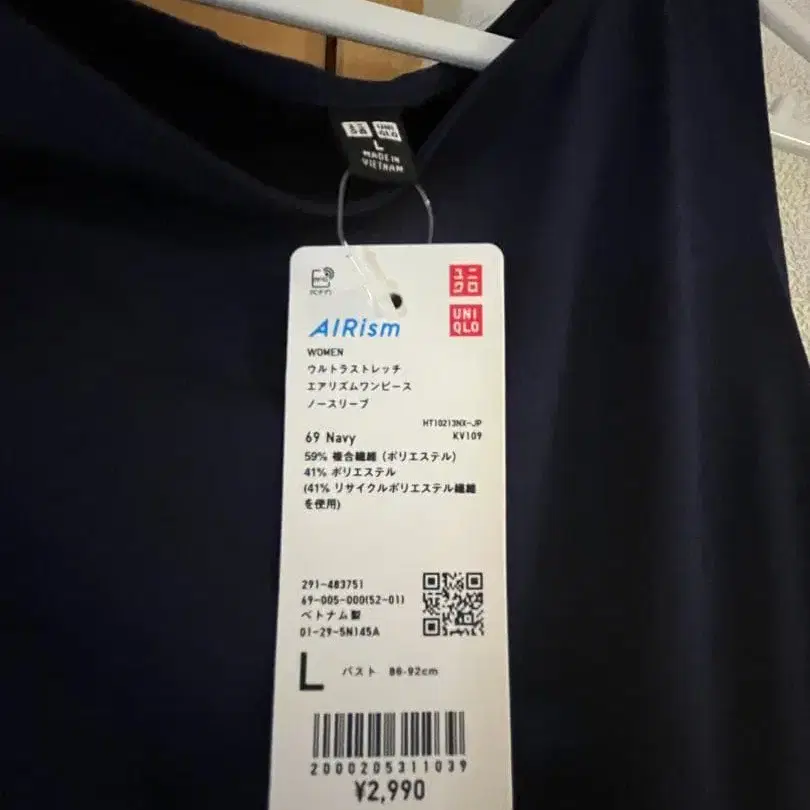 ユニ
クロ
UNI
QLO
L
MADE IN
VIETNAM
ユニ
クロ
UNI
QLO
AIRism
WOMEN
ウルトラストレッチ
エアリズムワンピース
ノースリーブ
HT10213NX-JP
69 Navy
KV109
59% 複合繊維 (ポリエステル)
41% ポリエステル
(41% リサイクルポリエステル繊維
を使用)
291-483751
69-005-000(52-01)
ベトナム製
01-29-5N145A
L バスト 86-92cm
2000205311039
¥2,990